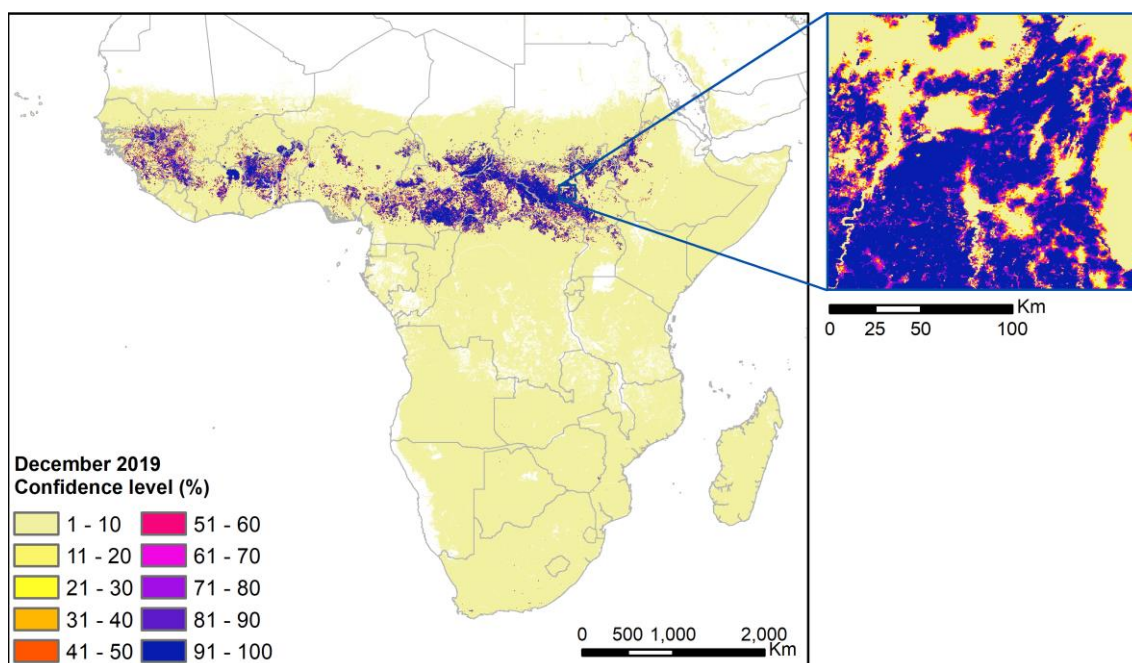 December 2019
Confidence level (%)
1 - 10
11 - 20
21 - 30
31 - 40
41 - 50
51 - 60
61 - 70
71 - 80
81 - 90
91 - 100
0 500 1,000 2,000
Km
Km
0 25 50 100